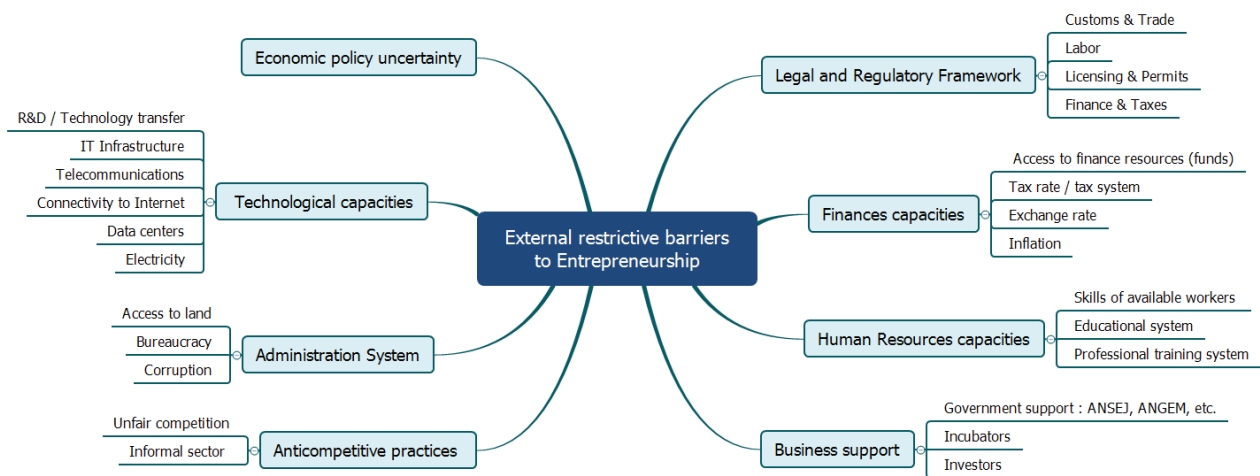 External restrictive barriers
to Entrepreneurship
Economic policy uncertainty
Technological capacities
R&D / Technology transfer
IT Infrastructure
Telecommunications
Connectivity to Internet
Data centers
Electricity
Administration System
Access to land
Bureaucracy
Corruption
Anticompetitive practices
Unfair competition
Informal sector
Legal and Regulatory Framework
Customs & Trade
Labor
Licensing & Permits
Finance & Taxes
Finances capacities
Access to finance resources (funds)
Tax rate / tax system
Exchange rate
Inflation
Human Resources capacities
Skills of available workers
Educational system
Professional training system
Business support
Government support : ANSEJ, ANGEM, etc.
Incubators
Investors